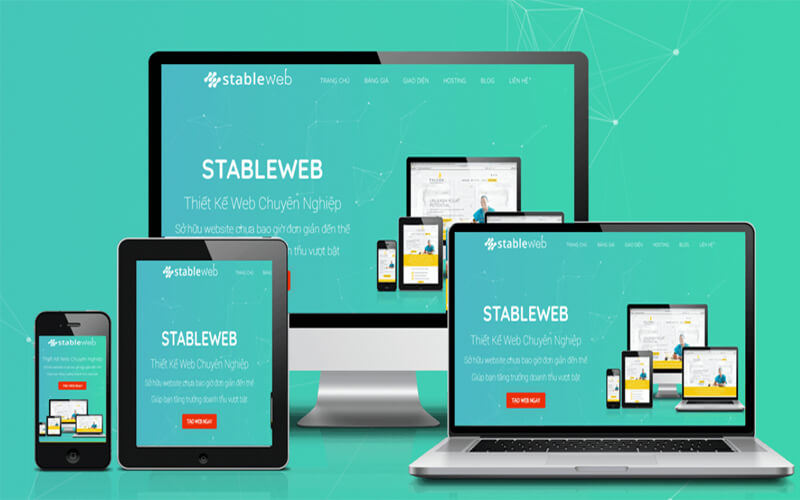 stableweb
TRANG CHỦ BẢNG GIÁ GIAO DIỆN HOSTING BLOG LIÊN HỆ
STABLEWEB
Thiết Kế Web Chuyên Nghiệp
Sở hữu website chưa bao giờ đơn giản đến thế
nh thu vượt bật
stableweb
TRANG CHỦ BẢNG
STABLEWEB
Thiết Kế Web Chuyên Nghiệp
Sở hữu website chưa bao giờ đơn giản đến thế
Giúp bạn tăng trưởng doanh thu vượt bật
TẠO WEB NGAY
stableweb
TRANG CHỦ BẢNG GIÁ GIAO DIỆN HOSTING BLOG LIÊN HỆ
STABLEWEB
Thiết Kế Web Chuyên Nghiệp
Sở hữu website chưa bao giờ đơn giản đến thế
Giúp bạn tăng trưởng doanh thu vượt bật
TẠO WEB NGAY
stableweb
Thiết Kế Web Chuyên Nghiệp
TẠO WEB NGAY